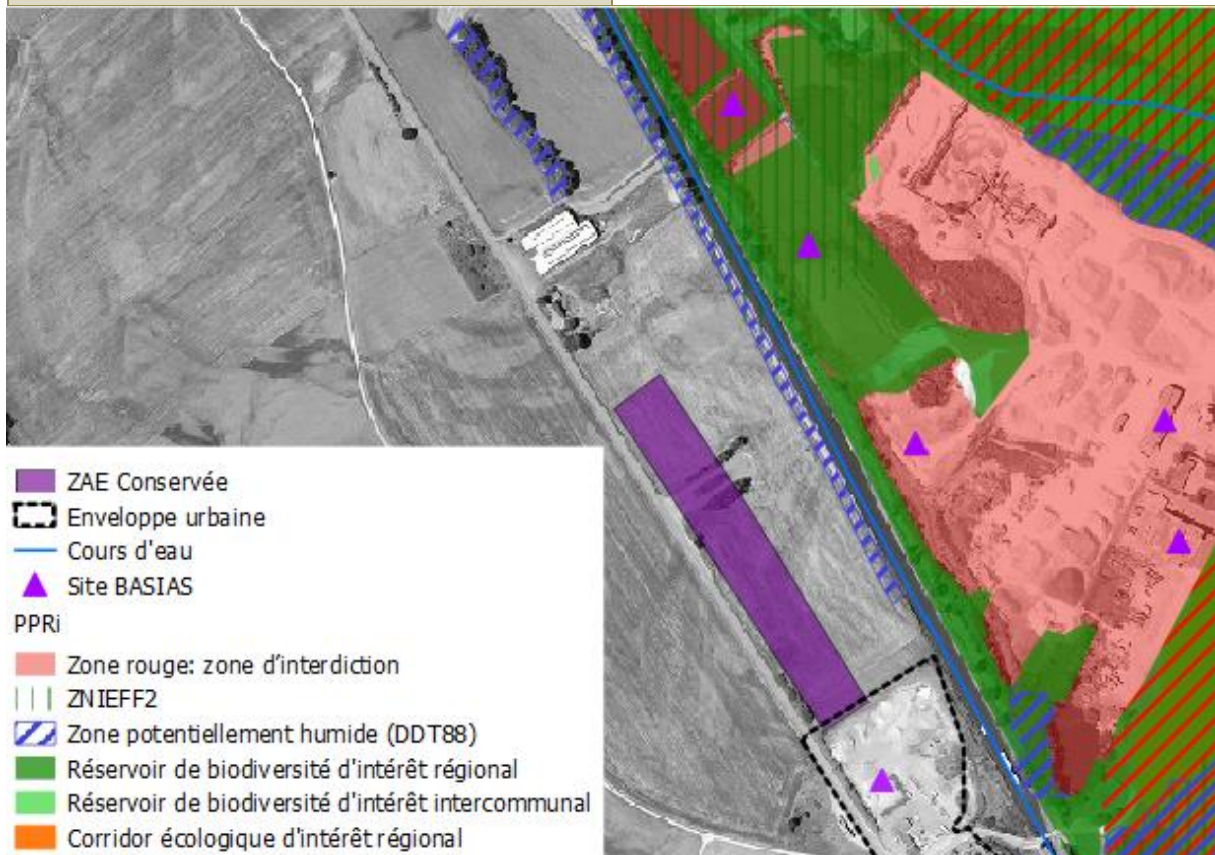 ZAE Conservée
Enveloppe urbaine
Cours d'eau
Site BASIAS
PPRi
Zone rouge: zone d'interdiction
ZNIEFF2
Zone potentiellement humide (DDT88)
Réservoir de biodiversité d'intérêt régional
Réservoir de biodiversité d'intérêt intercommunal
Corridor écologique d'intérêt régional